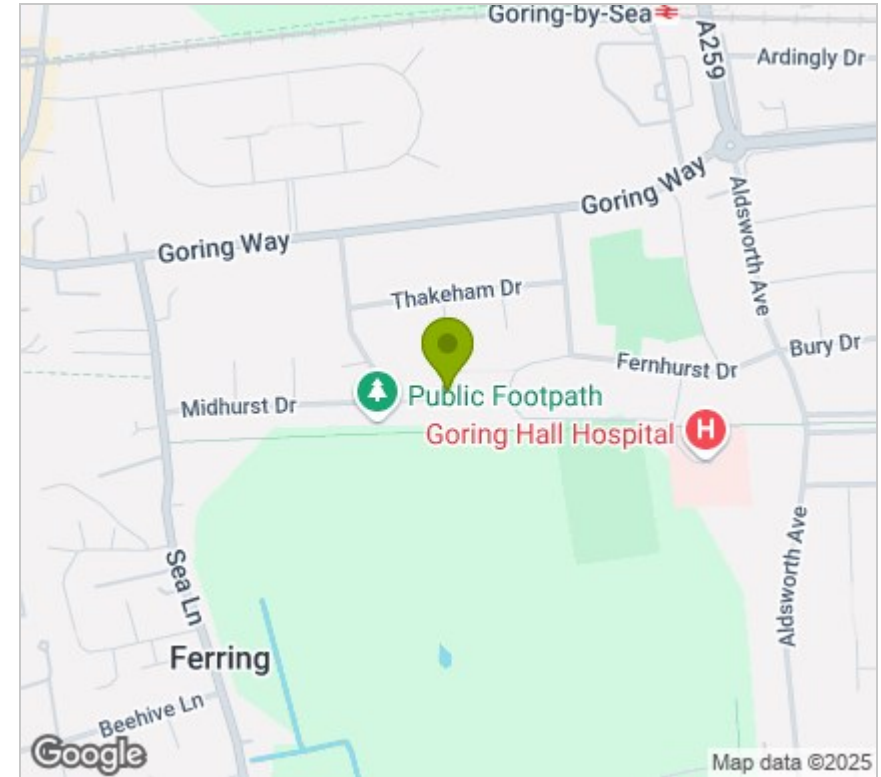 Goring-by-Sea
A259
Ardingly Dr
Goring Way
Goring Way
Aldsworth Ave
Thakeham Dr
Bury Dr
Fernhurst Dr
Midhurst Dr
Public Footpath
Goring Hall Hospital
H
Sea Ln
Aldsworth Ave
Ferring
Beehive Ln
Google
Map data ©2025